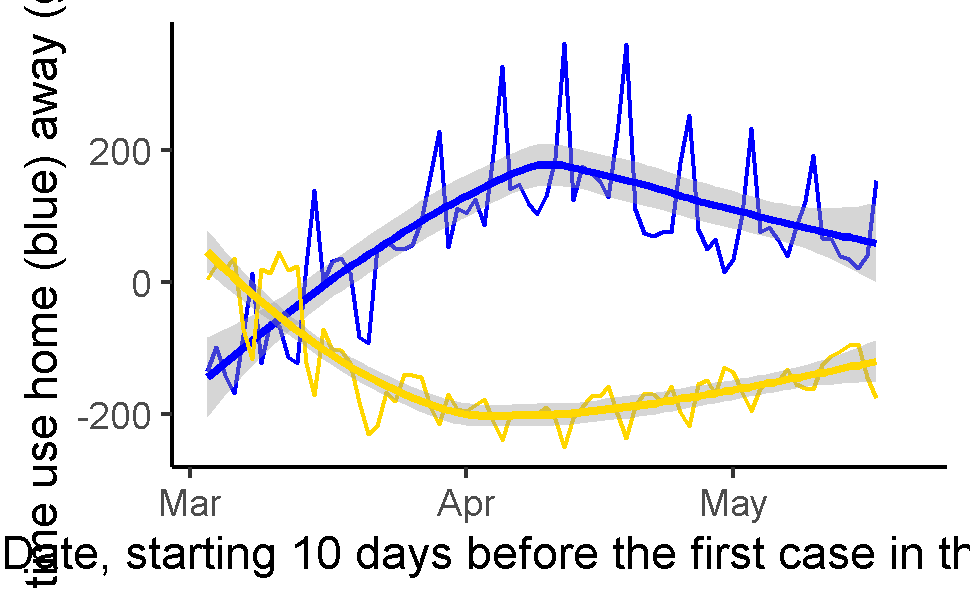 time use home (blue) away (
200
0
-200
Mar
Apr
May
Date, starting 10 days before the first case in th